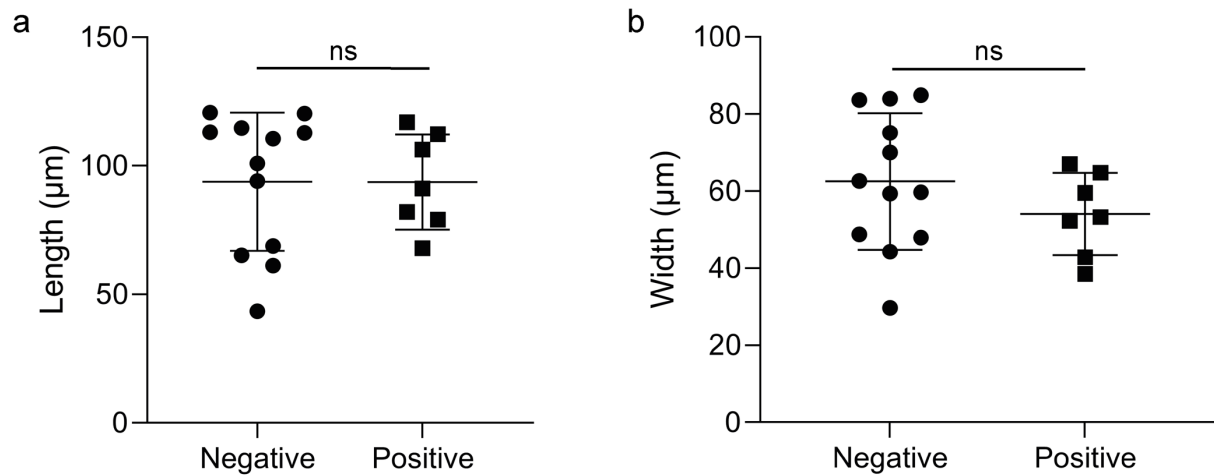 a
150
100
50
0
Length (µm)
ns
Negative
Positive
b
100
80
60
40
20
0
Width (µm)
ns
Negative
Positive